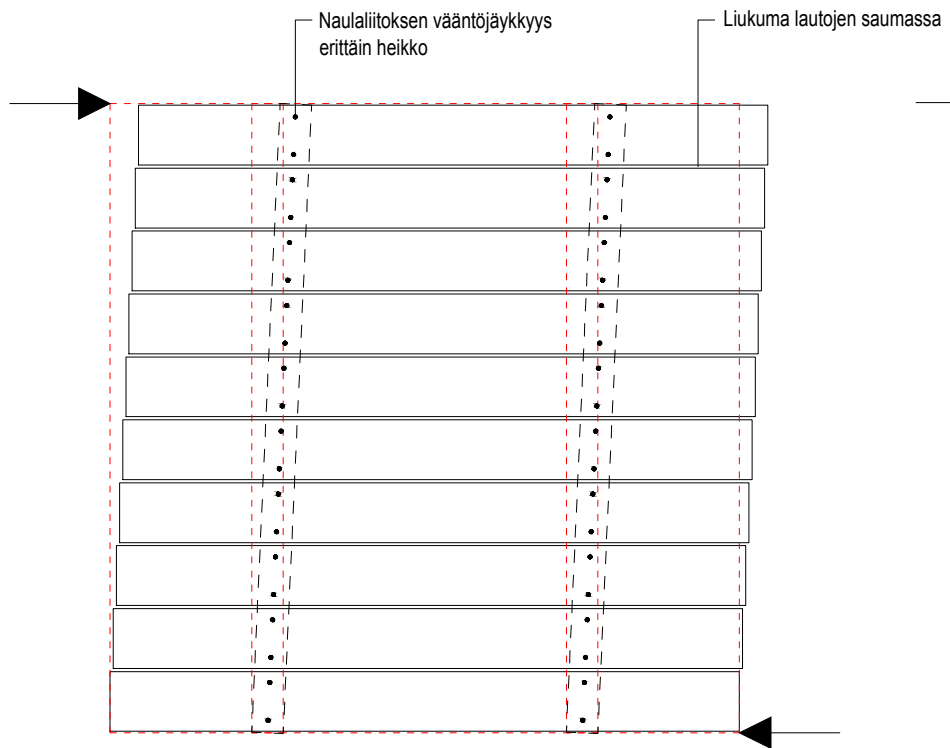 Naulaliitoksen vääntöjäykkyys
erittäin heikko
Liukuma lautojen saumassa